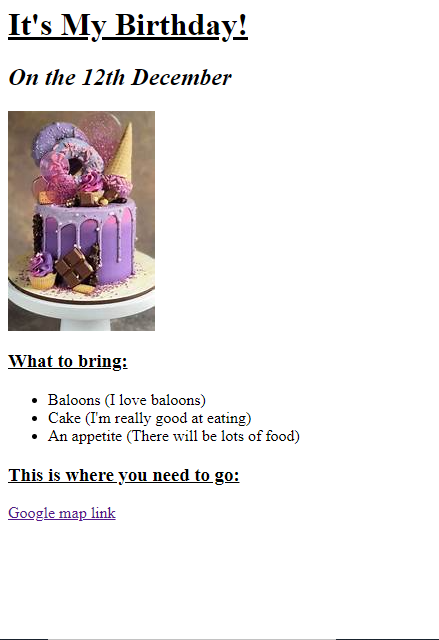 It's My Birthday!
On the 12th December
What to bring:
Baloons (I love baloons)
Cake (I'm really good at eating)
An appetite (There will be lots of food)
This is where you need to go:
Google map link